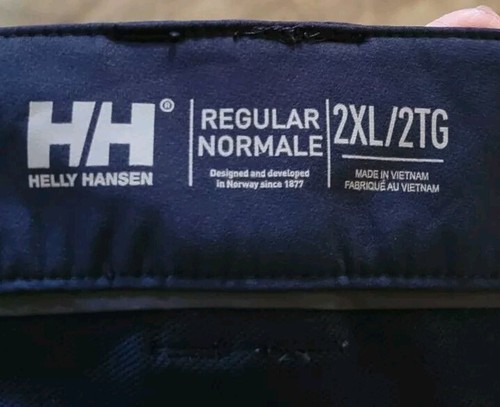 H/H®
HELLY HANSEN
REGULAR
NORMALE
Designed and developed
in Norway since 1877
2XL/2TG
MADE IN VIETNAM
FABRIQUÉ AU VIETNAM